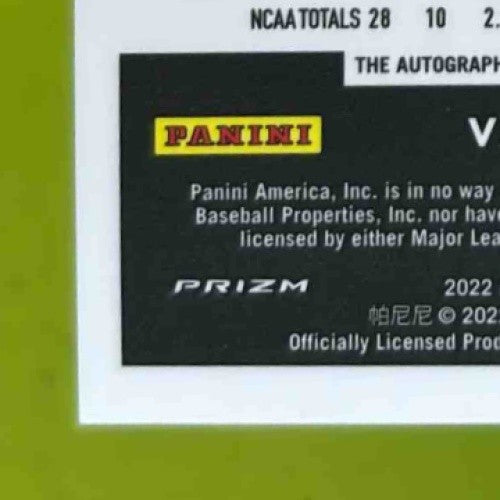 NCAA TOTALS 28 10 2.
THE AUTOGRAPH
PANINI
V
Panini America, Inc. is in no way
Baseball Properties, Inc. nor have
licensed by either Major Lea
PRIZM
2022
帕尼尼 © 202
Officially Licensed Prod